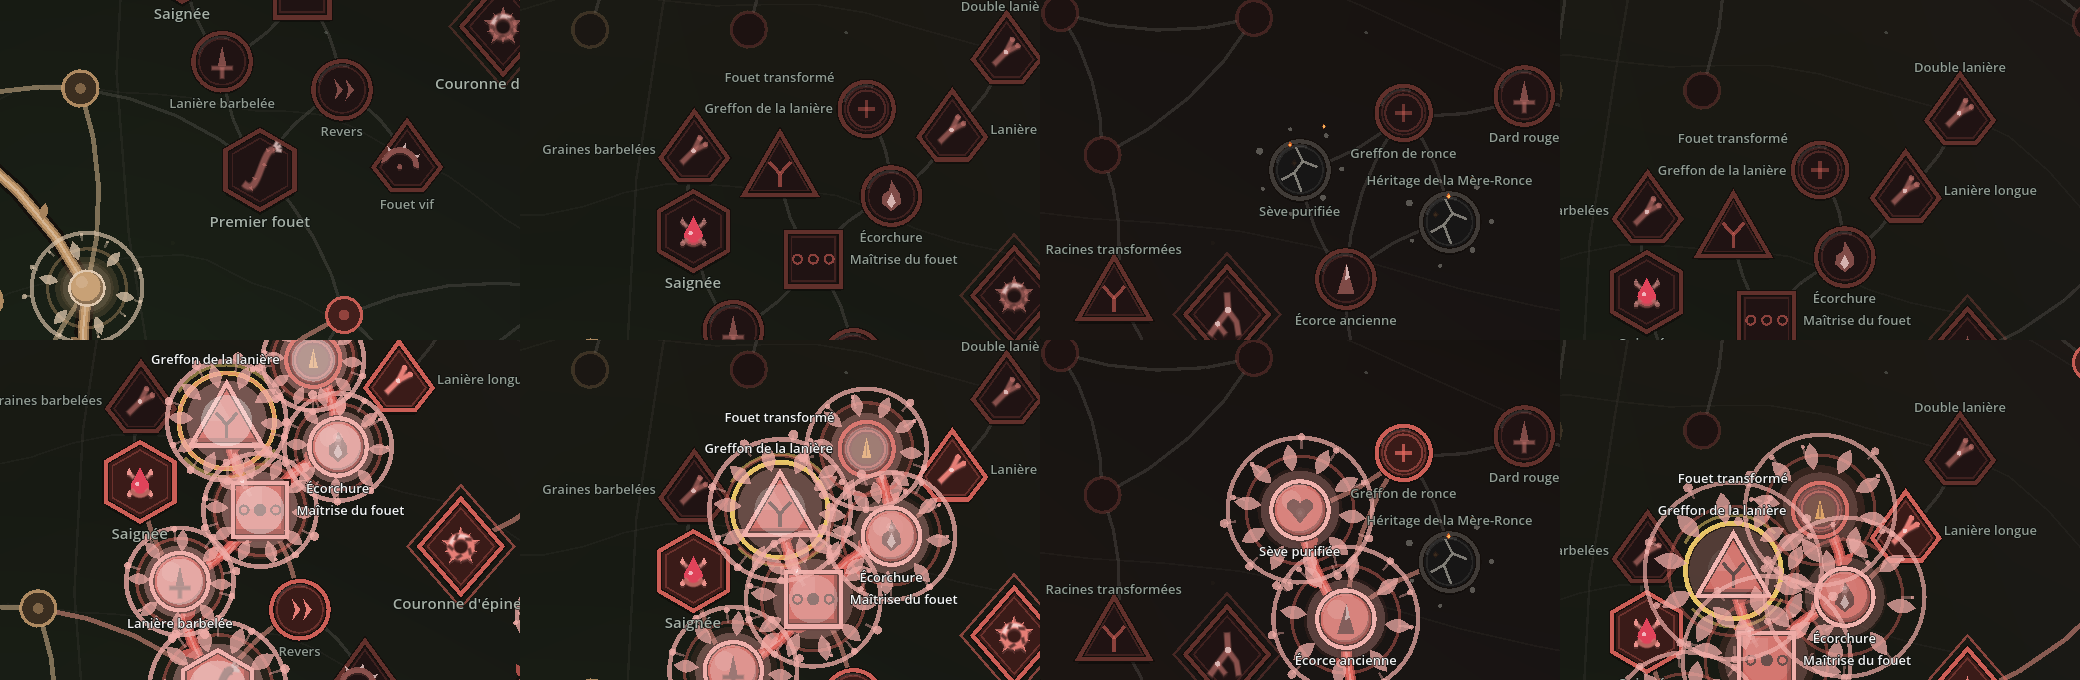 Saignée
Lanière barbelée
Revers
Couronne d
Premier fouet
Fouet vif
Double laniè
Fouet transformé
Greffon de la lanière
Lanière
Graines barbelées
Écorchure
Maîtrise du fouet
Saignée
Dard rouge
Greffon de ronce
Héritage de la Mère-Ronce
Sève purifiée
Racines transformées
Écorce ancienne
Double lanière
Fouet transformé
Greffon de la lanière
Lanière longue
rbelées
Écorchure
Maîtrise du fouet
Greffon de la lanière
Lanière longu
raines barbelées
Écorchure
Maîtrise du fouet
Saignée
Couronne d'épine
Lanière barbelée
Revers
Double laniè
Fouet transformé
Greffon de la lanière
Lanière
Graines barbelées
Écorchure
Maîtrise du fouet
Saignée
Dard rouge
Greffon de ronce
Héritage de la Mère-Ronce
Sève purifiée
Racines transformées
Écorce ancienne
Double lanière
Fouet transformé
Greffon de la lanière
Lanière longue
rbelées
Écorchure
Maîtrise du fouet